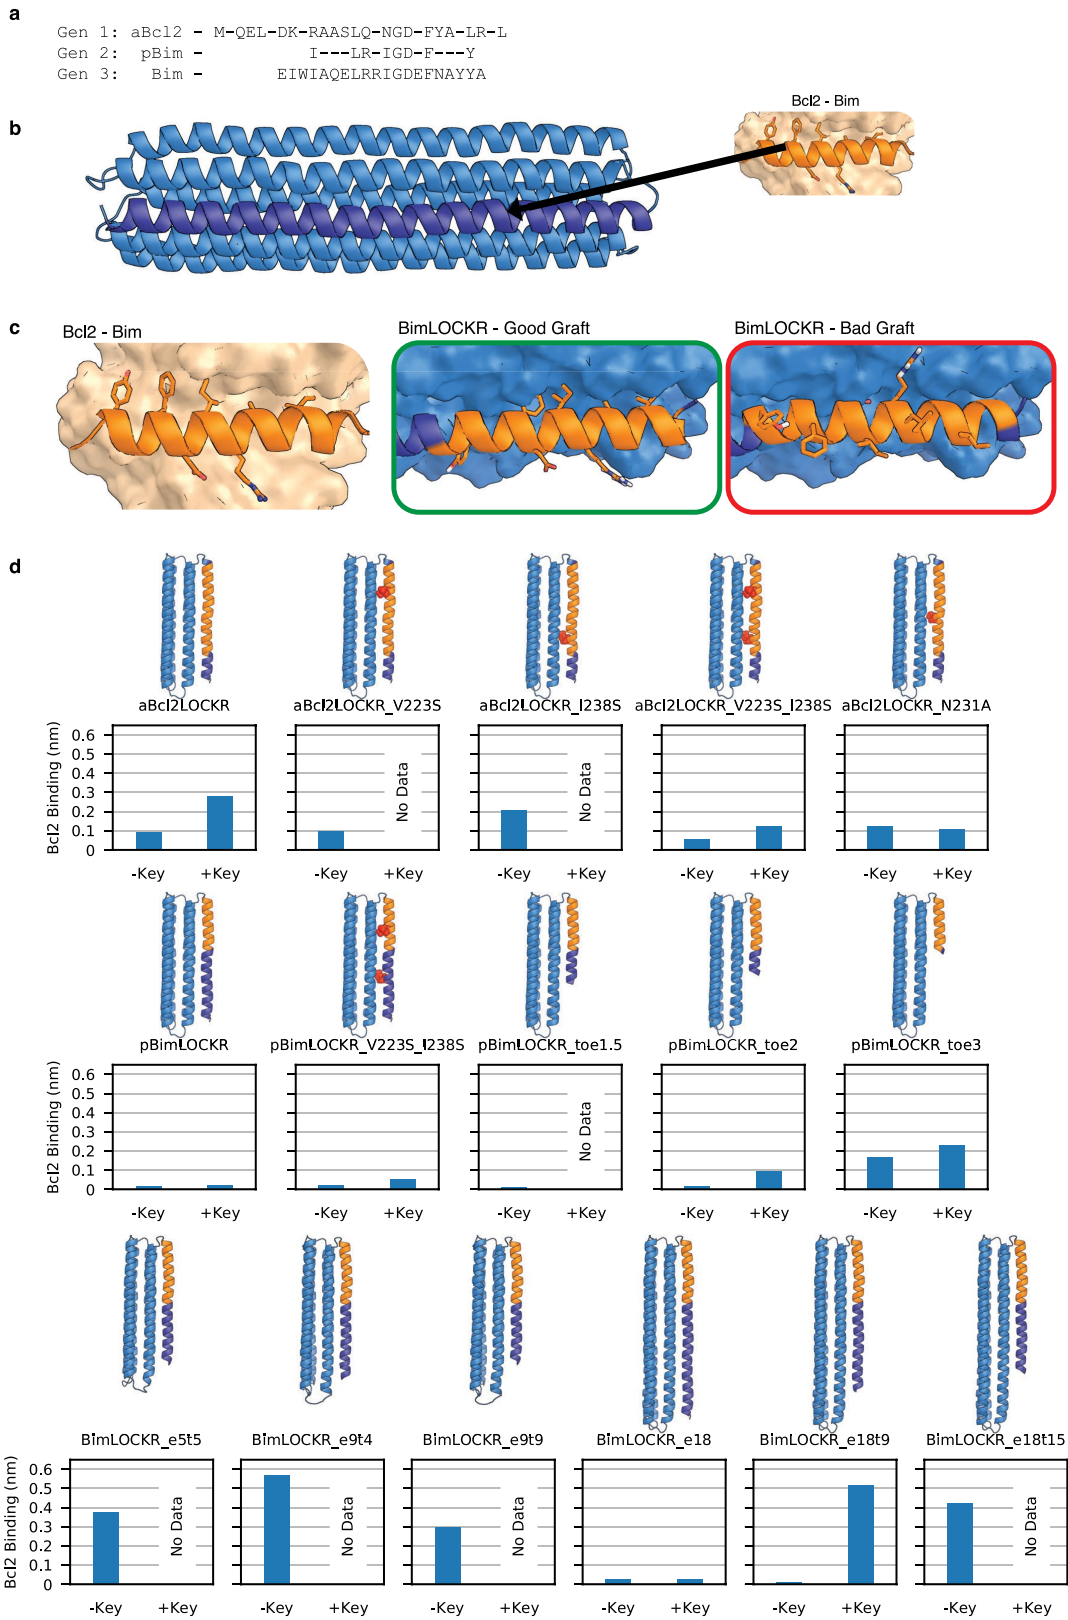 a
Gen 1: aBcl2 - M-QEL-DK-RAASLQ-NGD-FYA-LR-L
Gen 2: pBim - I---LR-IGD-F---Y
Gen 3: Bim - EIWIAQELRRIGDEFNAYYA
b
Bcl2 - Bim
c
Bcl2 - Bim
BimLOCKR - Good Graft
BimLOCKR - Bad Graft
d
aBcl2LOCKR
aBcl2LOCKR_V223S
aBcl2LOCKR_I238S
aBcl2LOCKR_V223S_I238S
aBcl2LOCKR_N231A
Bcl2 Binding (nm)
0.6
0.5
0.4
0.3
0.2
0.1
0
No Data
No Data
-Key +Key
-Key +Key
-Key +Key
-Key +Key
-Key +Key
pBimLOCKR
pBimLOCKR_V223S_I238S
pBimLOCKR_toe1.5
pBimLOCKR_toe2
pBimLOCKR_toe3
Bcl2 Binding (nm)
0.6
0.5
0.4
0.3
0.2
0.1
0
No Data
-Key +Key
-Key +Key
-Key +Key
-Key +Key
-Key +Key
BimLOCKR_e5t5
BimLOCKR_e9t4
BimLOCKR_e9t9
BimLOCKR_e18
BimLOCKR_e18t9
BimLOCKR_e18t15
Bcl2 Binding (nm)
0.6
0.5
0.4
0.3
0.2
0.1
0
No Data
No Data
No Data
No Data
-Key +Key
-Key +Key
-Key +Key
-Key +Key
-Key +Key
-Key +Key